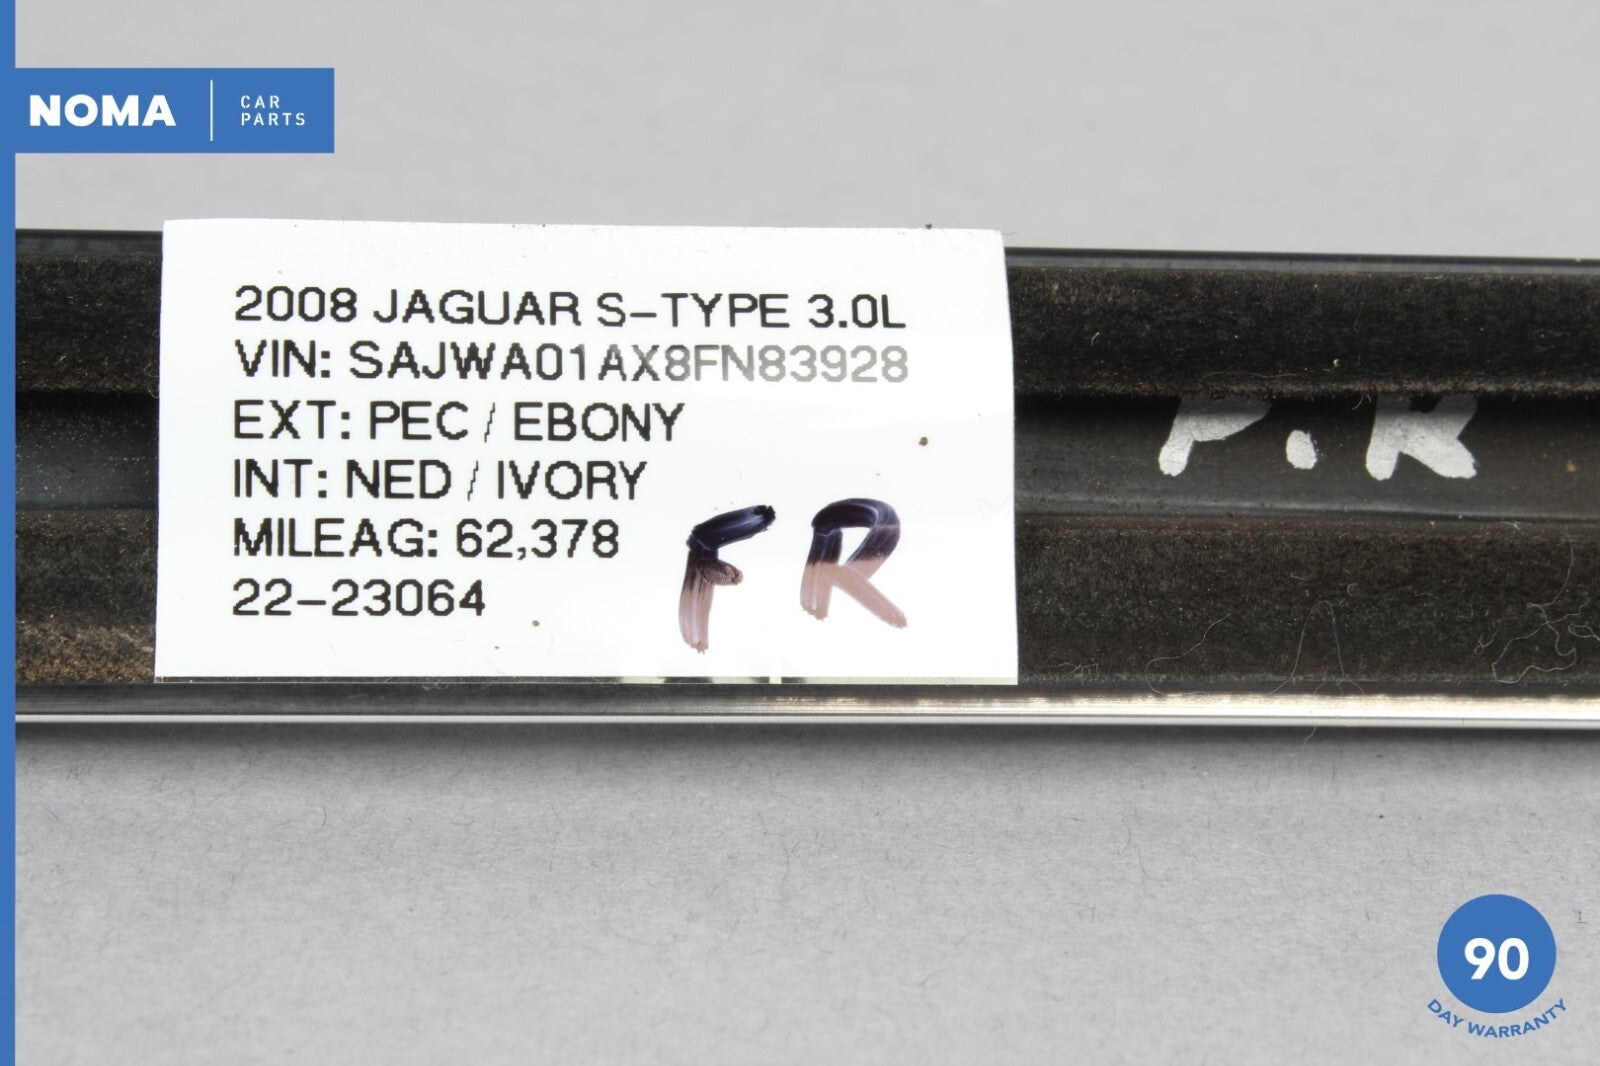 NOMA
CAR
PARTS
2008 JAGUAR S-TYPE 3.0L
VIN: SAJWA01AX8FN83928
EXT: PEC / EBONY
INT: NED / IVORY
MILEAG: 62,378
22-23064
FR
90
DAY WARRANTY